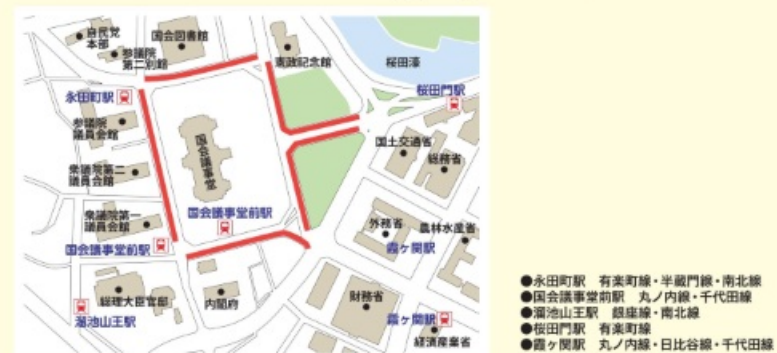 自民党
本部
参議院
第二別館
国会図書館
憲政記念館
桜田濠
永田町駅
桜田門駅
参議院
議員会館
国会議事堂
国土交通省
総務省
衆議院第二
議員会館
衆議院第一
議員会館
国会議事堂前駅
外務省
農林水産省
国会議事堂前駅
霞ヶ関駅
総理大臣官邸
内閣府
財務省
溜池山王駅
霞ヶ関駅
経済産業省
●永田町駅 有楽町線・半蔵門線・南北線
●国会議事堂前駅 丸ノ内線・千代田線
●溜池山王駅 銀座線・南北線
●桜田門駅 有楽町線
●霞ヶ関駅 丸ノ内線・日比谷線・千代田線